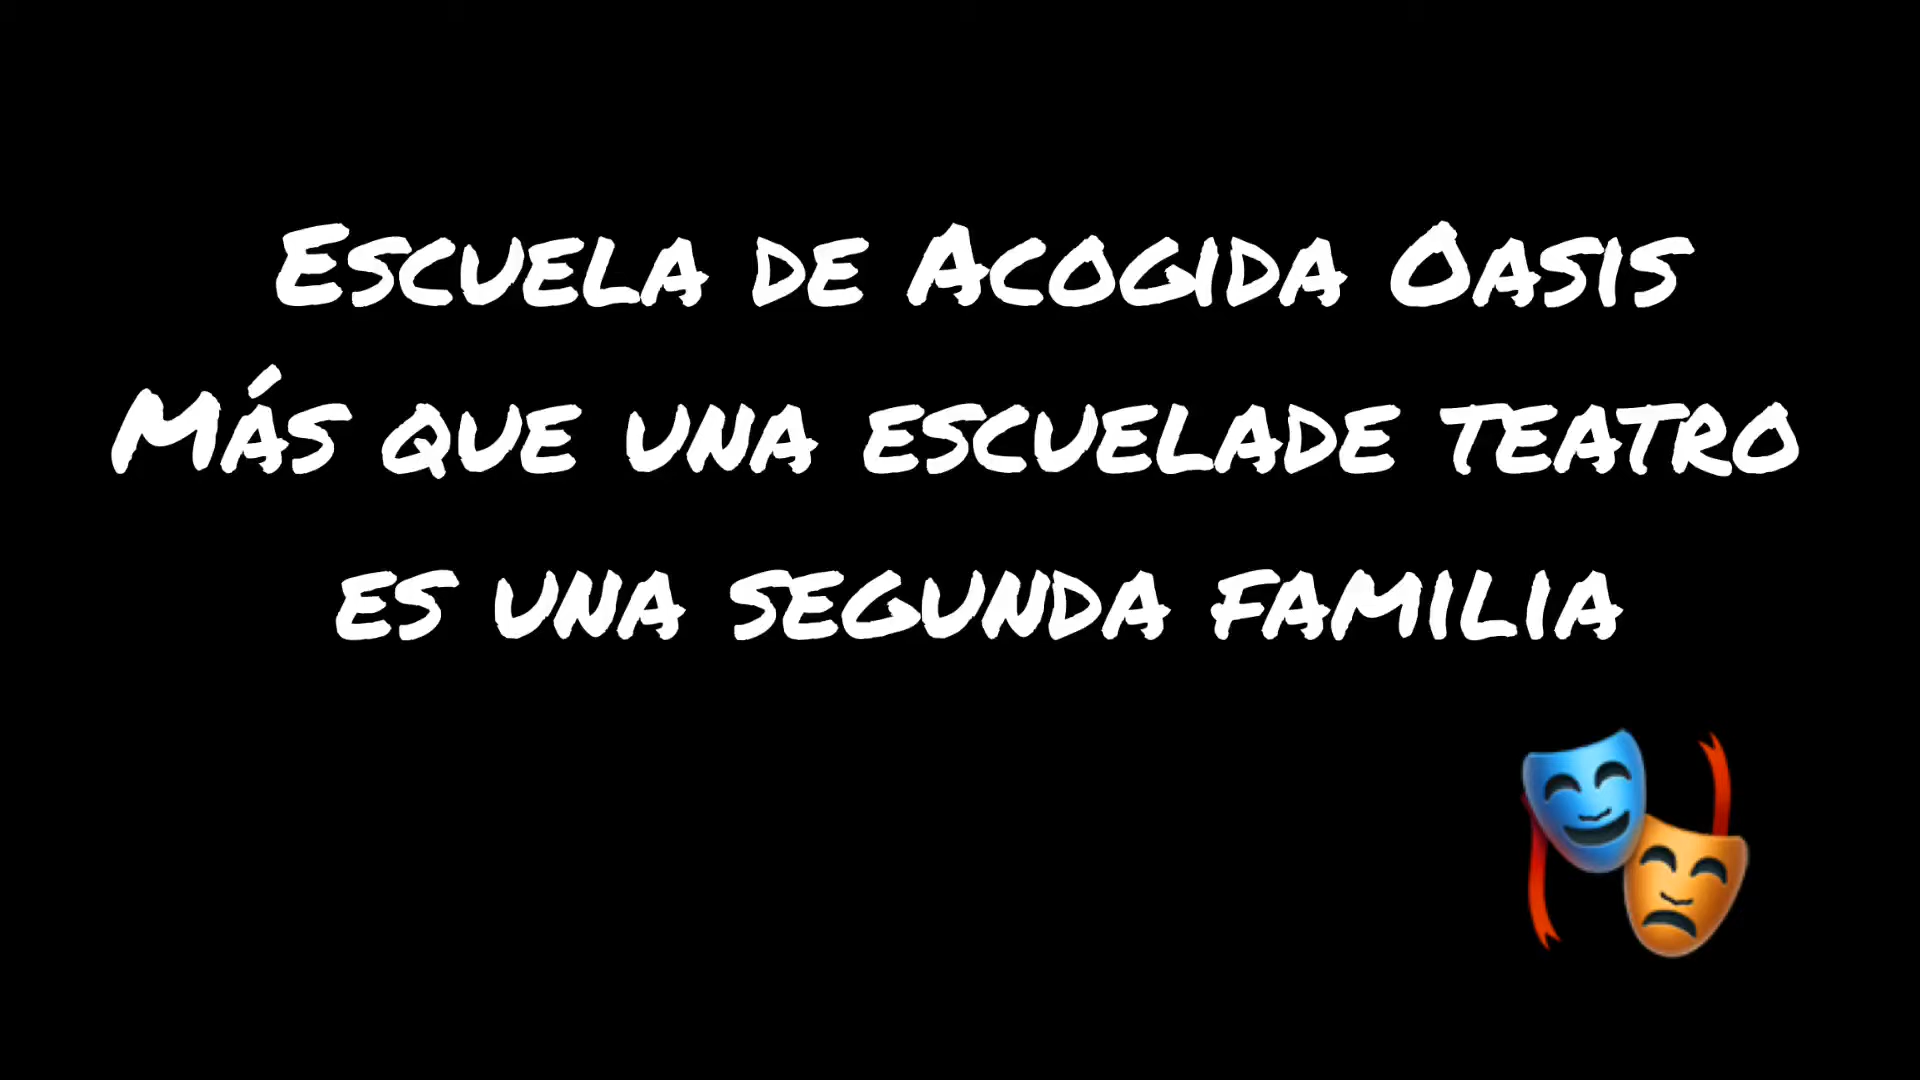 Escuela de Acogida Oasis
Más que una escuelade teatro
es una segunda familia